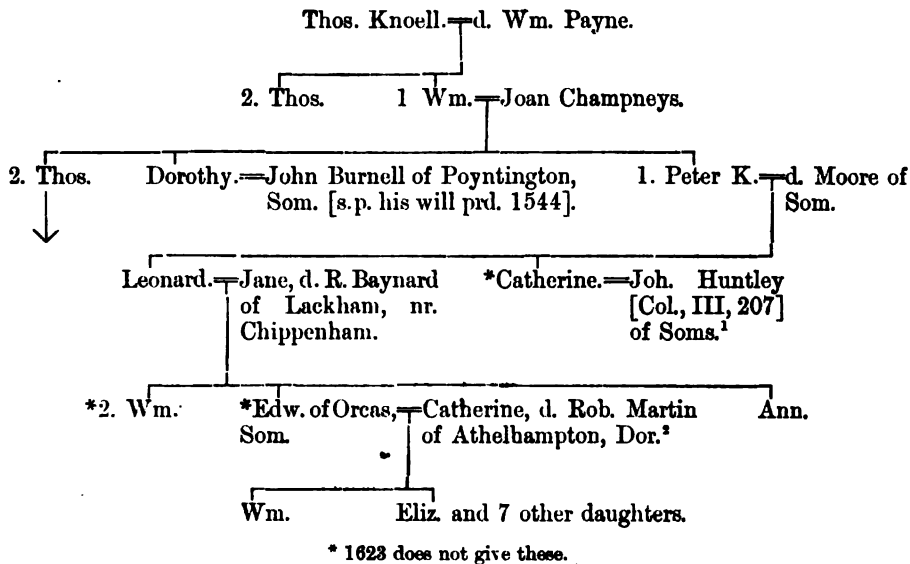 Thos. Knoell.═d. Wm. Payne.
2. Thos. 1 Wm.═Joan Champneys.
2. Thos. Dorothy.═John Burnell of Poyntington, 1. Peter K.═d. Moore of
Som. [s.p. his will prd. 1544]. Som.
Leonard.═Jane, d. R. Baynard *Catherine.═Joh. Huntley
of Lackham, nr. [Col., III, 207]
Chippenham. of Soms.¹
*2. Wm. *Edw. of Orcas,═Catherine, d. Rob. Martin Ann.
Som. of Athelhampton, Dor.²
Wm. Eliz. and 7 other daughters.
* 1623 does not give these.